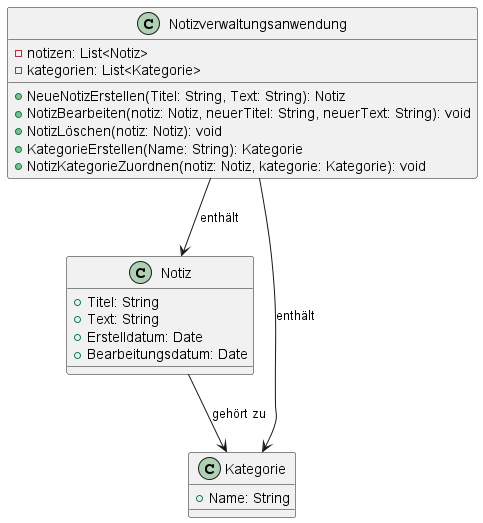 C Notizverwaltungsanwendung
notizen: List<Notiz>
kategorien: List<Kategorie>
NeueNotizErstellen(Titel: String, Text: String): Notiz
NotizBearbeiten(notiz: Notiz, neuerTitel: String, neuerText: String): void
NotizLöschen(notiz: Notiz): void
KategorieErstellen(Name: String): Kategorie
NotizKategorieZuordnen(notiz: Notiz, kategorie: Kategorie): void
enthält
C Notiz
Titel: String
Text: String
Erstelldatum: Date
Bearbeitungsdatum: Date
enthält
gehört zu
C Kategorie
Name: String